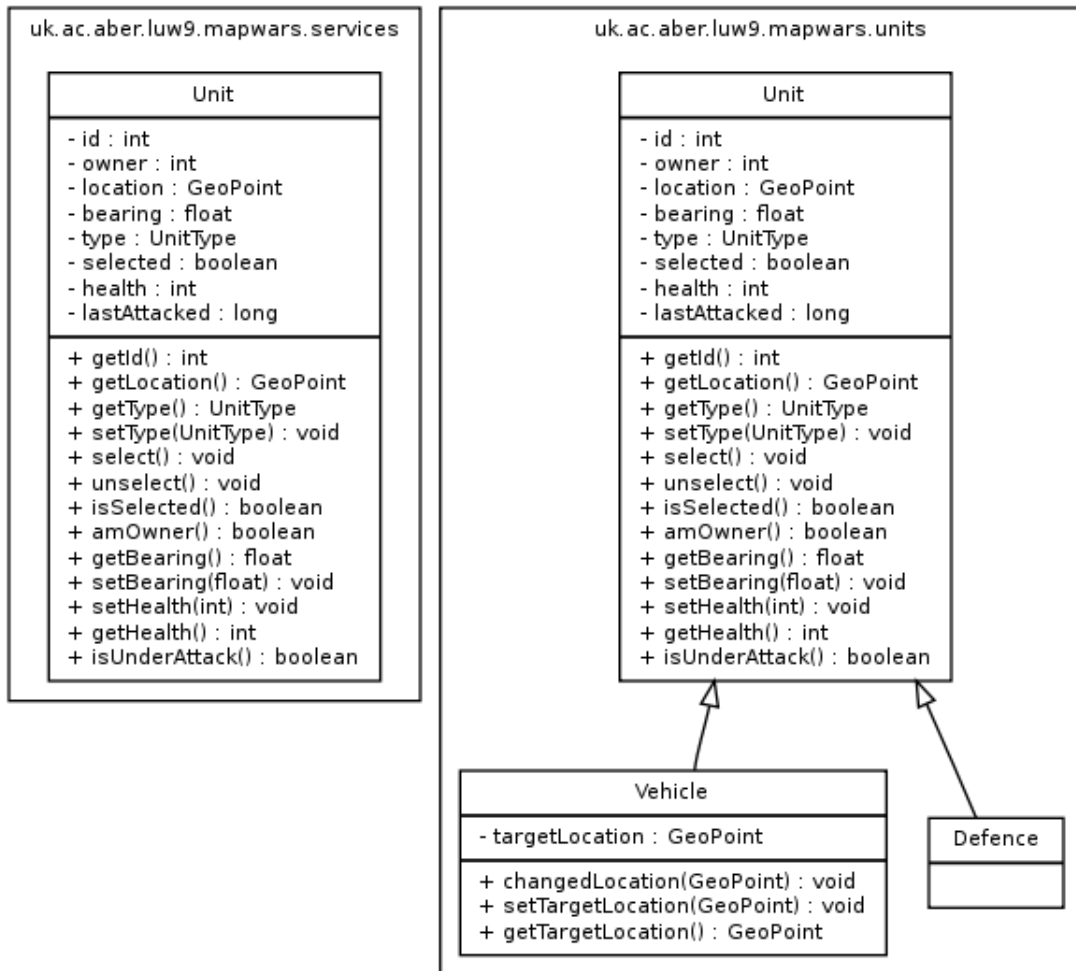 uk.ac.aber.luw9.mapwars.services
Unit
- id : int
- owner : int
- location : GeoPoint
- bearing : float
- type : UnitType
- selected : boolean
- health : int
- lastAttacked : long
+ getId() : int
+ getLocation() : GeoPoint
+ getType() : UnitType
+ setType(UnitType) : void
+ select() : void
+ unselect() : void
+ isSelected() : boolean
+ amOwner() : boolean
+ getBearing() : float
+ setBearing(float) : void
+ setHealth(int) : void
+ getHealth() : int
+ isUnderAttack() : boolean
uk.ac.aber.luw9.mapwars.units
Unit
- id : int
- owner : int
- location : GeoPoint
- bearing : float
- type : UnitType
- selected : boolean
- health : int
- lastAttacked : long
+ getId() : int
+ getLocation() : GeoPoint
+ getType() : UnitType
+ setType(UnitType) : void
+ select() : void
+ unselect() : void
+ isSelected() : boolean
+ amOwner() : boolean
+ getBearing() : float
+ setBearing(float) : void
+ setHealth(int) : void
+ getHealth() : int
+ isUnderAttack() : boolean
Vehicle
- targetLocation : GeoPoint
+ changedLocation(GeoPoint) : void
+ setTargetLocation(GeoPoint) : void
+ getTargetLocation() : GeoPoint
Defence